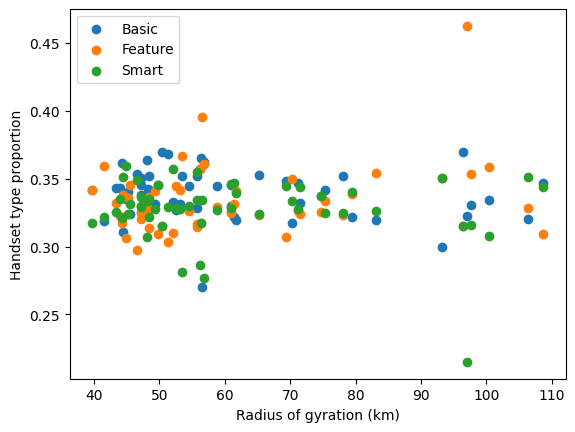 Basic
Feature
Smart
0.45
0.40
0.35
0.30
0.25
Handset type proportion
40 50 60 70 80 90 100 110
Radius of gyration (km)